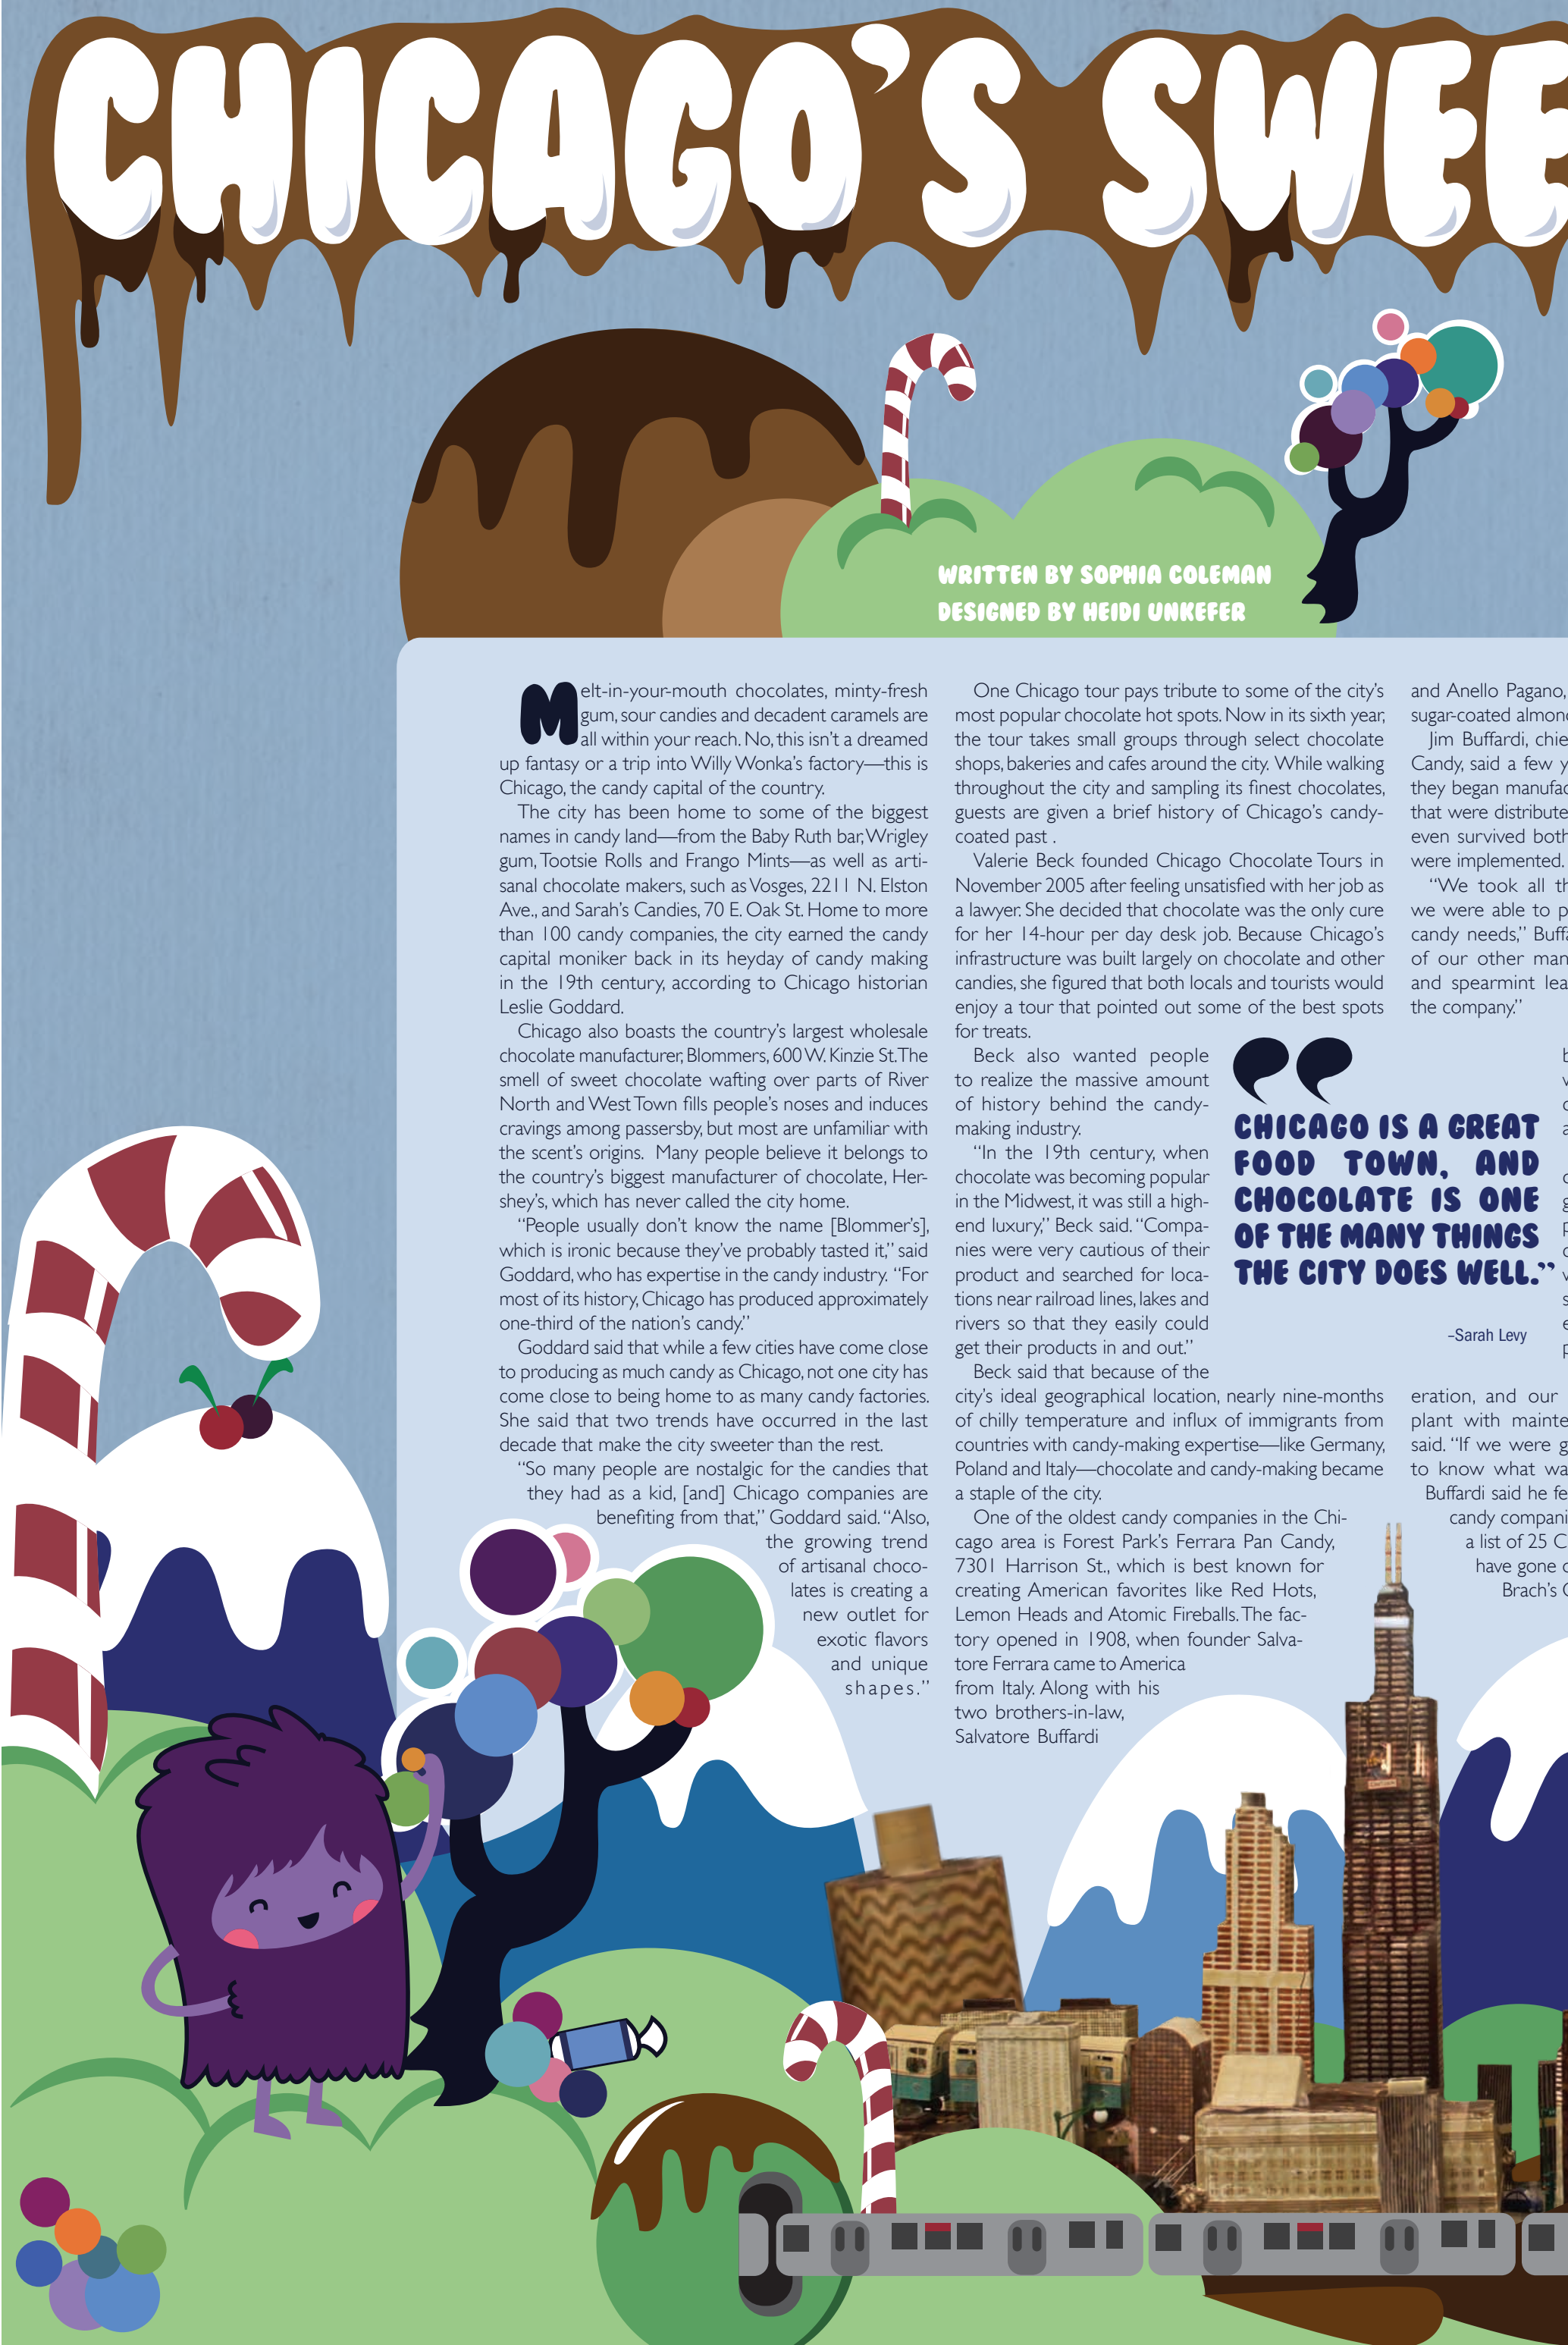 CHICAGO'S SWEE
WRITTEN BY SOPHIA COLEMAN
DESIGNED BY HEIDI UNKEFER
Melt-in-your-mouth chocolates, minty-fresh
gum, sour candies and decadent caramels are
all within your reach. No, this isn't a dreamed
up fantasy or a trip into Willy Wonka's factory—this is
Chicago, the candy capital of the country.
The city has been home to some of the biggest
names in candy land—from the Baby Ruth bar, Wrigley
gum, Tootsie Rolls and Frango Mints—as well as arti-
sanal chocolate makers, such as Vosges, 2211 N. Elston
Ave., and Sarah's Candies, 70 E. Oak St. Home to more
than 100 candy companies, the city earned the candy
capital moniker back in its heyday of candy making
in the 19th century, according to Chicago historian
Leslie Goddard.
Chicago also boasts the country's largest wholesale
chocolate manufacturer, Blommers, 600 W. Kinzie St. The
smell of sweet chocolate wafting over parts of River
North and West Town fills people's noses and induces
cravings among passersby, but most are unfamiliar with
the scent's origins. Many people believe it belongs to
the country's biggest manufacturer of chocolate, Her-
shey's, which has never called the city home.
"People usually don't know the name [Blommer's],
which is ironic because they've probably tasted it," said
Goddard, who has expertise in the candy industry. "For
most of its history, Chicago has produced approximately
one-third of the nation's candy."
Goddard said that while a few cities have come close
to producing as much candy as Chicago, not one city has
come close to being home to as many candy factories.
She said that two trends have occurred in the last
decade that make the city sweeter than the rest.
"So many people are nostalgic for the candies that
they had as a kid, [and] Chicago companies are
benefiting from that," Goddard said. "Also,
the growing trend
of artisanal choco-
lates is creating a
new outlet for
exotic flavors
and unique
shapes."
One Chicago tour pays tribute to some of the city's
most popular chocolate hot spots. Now in its sixth year,
the tour takes small groups through select chocolate
shops, bakeries and cafes around the city. While walking
throughout the city and sampling its finest chocolates,
guests are given a brief history of Chicago's candy-
coated past .
Valerie Beck founded Chicago Chocolate Tours in
November 2005 after feeling unsatisfied with her job as
a lawyer. She decided that chocolate was the only cure
for her 14-hour per day desk job. Because Chicago's
infrastructure was built largely on chocolate and other
candies, she figured that both locals and tourists would
enjoy a tour that pointed out some of the best spots
for treats.
Beck also wanted people
to realize the massive amount
of history behind the candy-
making industry.
"In the 19th century, when
chocolate was becoming popular
in the Midwest, it was still a high-
end luxury," Beck said. "Compa-
nies were very cautious of their
product and searched for loca-
tions near railroad lines, lakes and
rivers so that they easily could
get their products in and out."
Beck said that because of the
city's ideal geographical location, nearly nine-months
of chilly temperature and influx of immigrants from
countries with candy-making expertise—like Germany,
Poland and Italy—chocolate and candy-making became
a staple of the city.
One of the oldest candy companies in the Chi-
cago area is Forest Park's Ferrara Pan Candy,
7301 Harrison St., which is best known for
creating American favorites like Red Hots,
Lemon Heads and Atomic Fireballs. The fac-
tory opened in 1908, when founder Salva-
tore Ferrara came to America
from Italy. Along with his
two brothers-in-law,
Salvatore Buffardi
and Anello Pagano,
sugar-coated almon
Jim Buffardi, chie
Candy, said a few y
they began manufac
that were distribute
even survived both
were implemented.
"We took all th
we were able to p
candy needs," Buffa
of our other man
and spearmint lea
the company."
"
CHICAGO IS A GREAT
FOOD TOWN, AND
CHOCOLATE IS ONE
OF THE MANY THINGS
THE CITY DOES WELL."
–Sarah Levy
eration, and our
plant with mainte
said. "If we were g
to know what wa
Buffardi said he fe
candy compani
a list of 25 C
have gone o
Brach's C